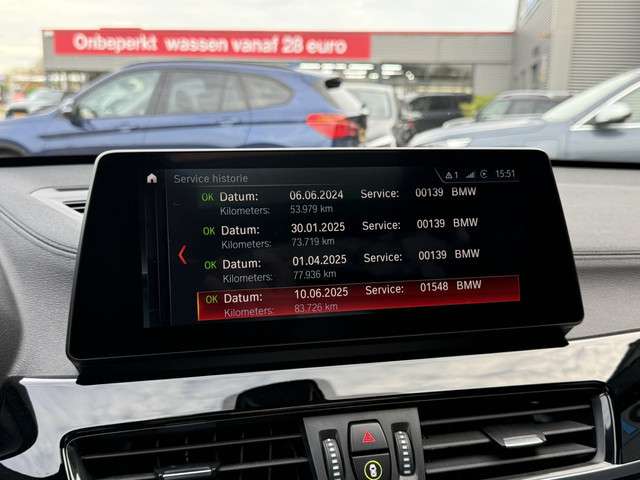 Onbeperkt wassen vanaf 28 euro
Service historie 1 15:51
OK Datum: 06.06.2024 Service: 00139 BMW
Kilometers: 53.979 km
OK Datum: 30.01.2025 Service: 00139 BMW
Kilometers: 73.719 km
OK Datum: 01.04.2025 Service: 00139 BMW
Kilometers: 77.936 km
OK Datum: 10.06.2025 Service: 01548 BMW
Kilometers: 83.726 km